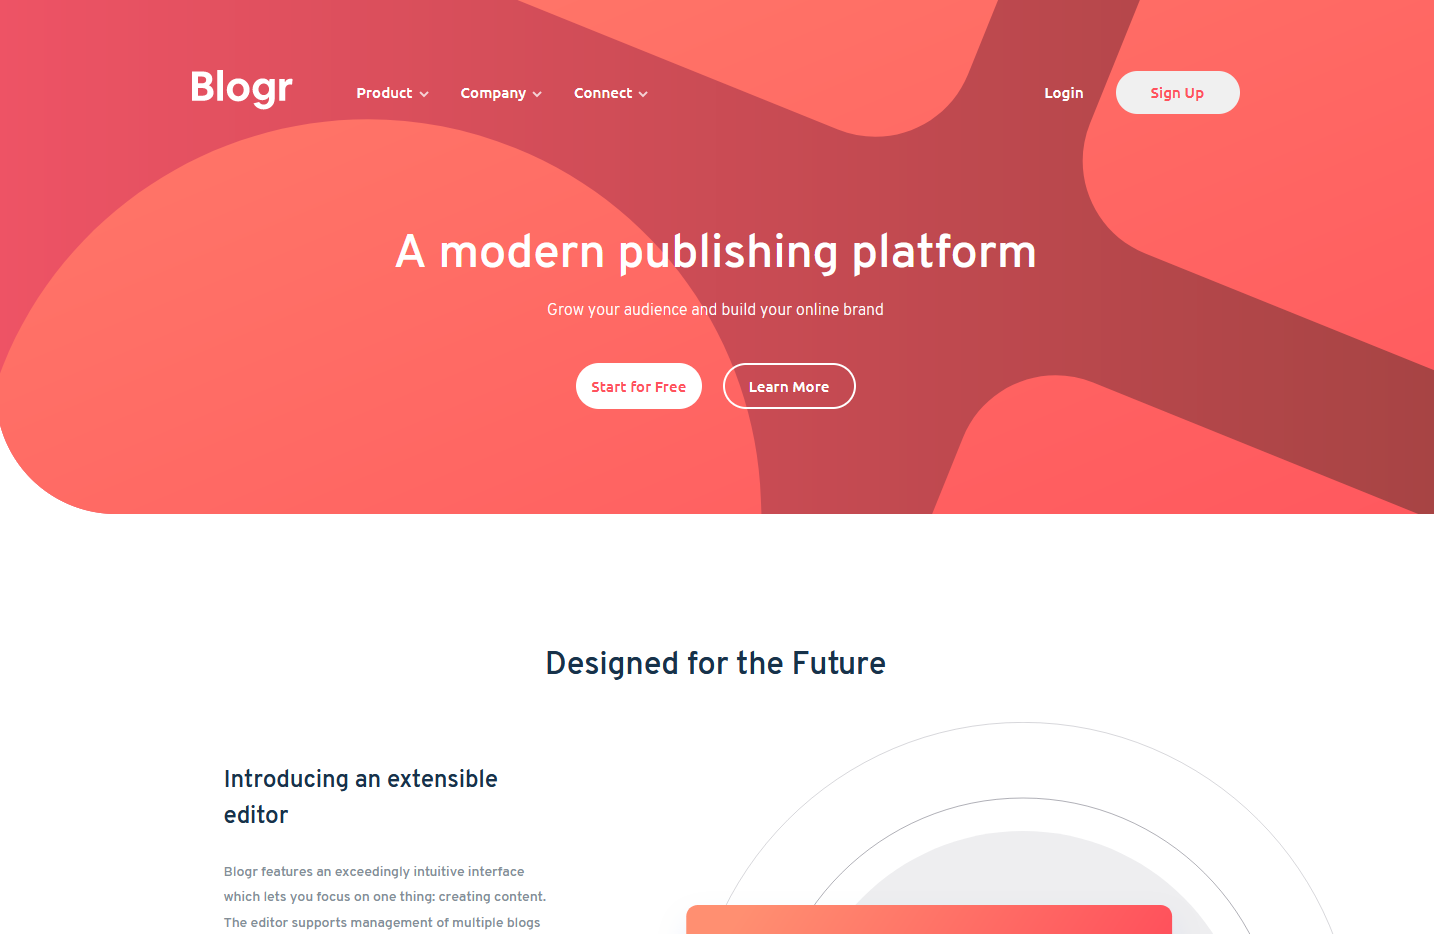 Blogr Product Company Connect Login Sign Up
A modern publishing platform
Grow your audience and build your online brand
Start for Free Learn More
Designed for the Future
Introducing an extensible
editor
Blogr features an exceedingly intuitive interface
which lets you focus on one thing: creating content.
The editor supports management of multiple blogs